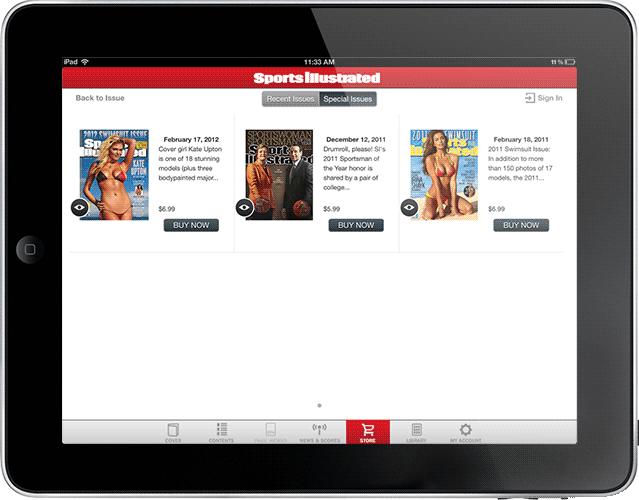 iPad
11:33 AM
11 %
Sports Illustrated
Back to Issue
Recent Issues
Special Issues
Sign In
2012 SWIMSUIT ISSUE
Sports
Illustrated
KATE
UPTON
February 17, 2012
Cover girl Kate Upton
is one of 18 stunning
models (plus three
bodypainted major...
$6.99
BUY NOW
SPORTSWOMAN
SPORTSMAN
Sports
Illustrated
December 12, 2011
Drumroll, please! SI's
2011 Sportsman of
the Year honor is
shared by a pair of
college...
$5.99
BUY NOW
2011 SWIMSUIT
February 18, 2011
2011 Swimsuit Issue:
In addition to more
than 150 photos of 17
models, the 2011...
$6.99
BUY NOW
COVER
CONTENTS
PAGE VIEWER
NEWS & SCORES
STORE
LIBRARY
MY ACCOUNT